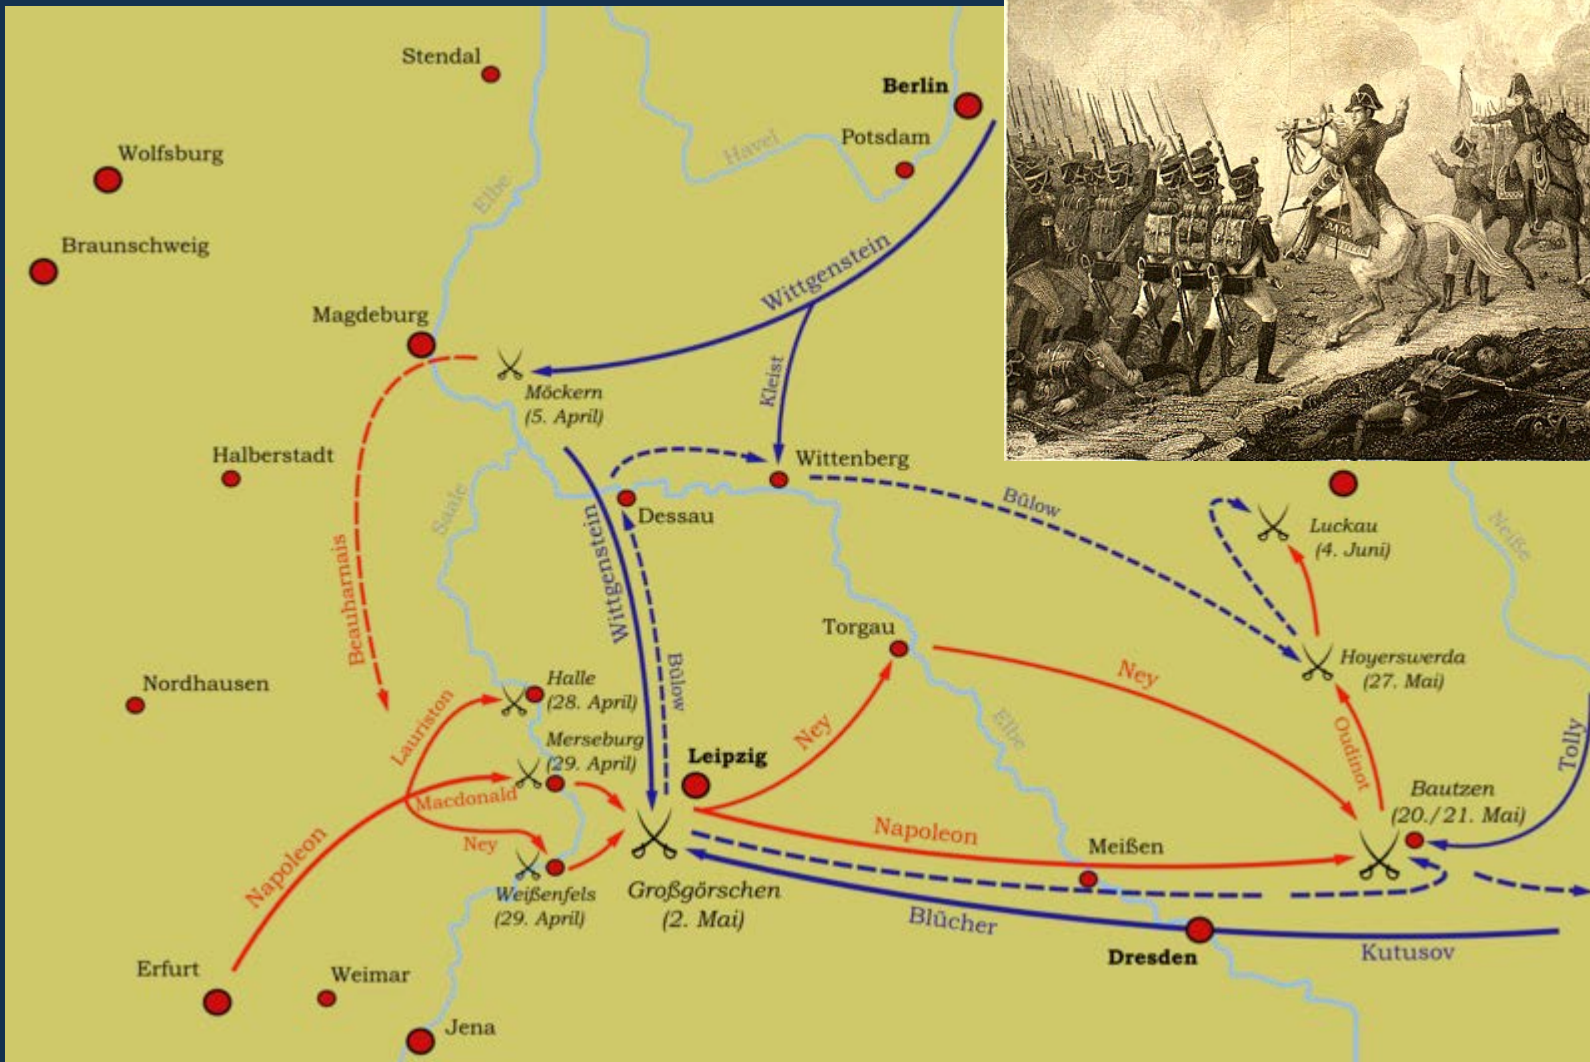 Stendal
Berlin
Potsdam
Havel
Wolfsburg
Elbe
Braunschweig
Wittgenstein
Magdeburg
Kleist
Möckern
(5. April)
Halberstadt
Wittenberg
Saale
Dessau
Bülow
Luckau
(4. Juni)
Neiße
Wittgenstein
Beauharnais
Torgau
Bülow
Ney
Hoyerswerda
(27. Mai)
Nordhausen
Halle
(28. April)
Lauriston
Merseburg
(29. April)
Ney
Elbe
Oudinot
Tolly
Leipzig
Macdonald
Bautzen
(20./21. Mai)
Napoleon
Ney
Napoleon
Meißen
Weißenfels
(29. April)
Großgörschen
(2. Mai)
Blücher
Dresden
Kutusov
Erfurt
Weimar
Jena